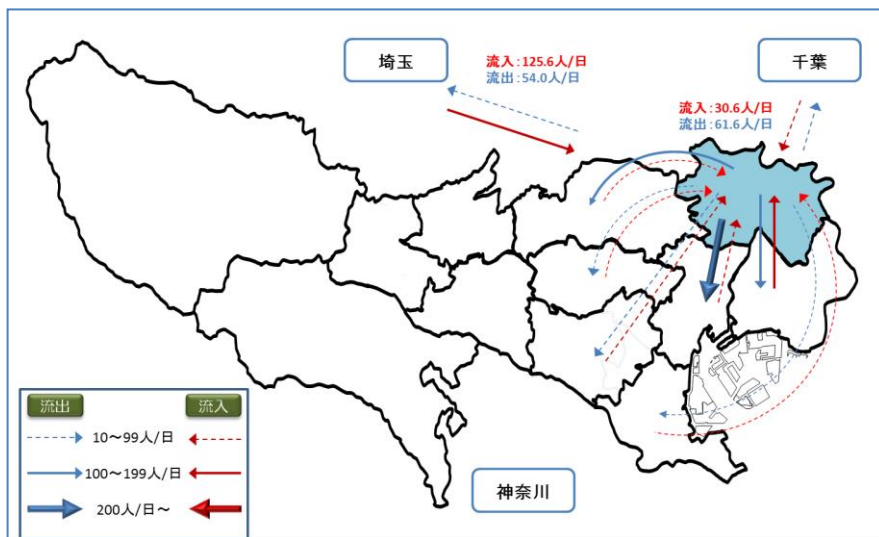 埼玉
流入:125.6人/日
流出:54.0人/日
千葉
流入:30.6人/日
流出:61.6人/日
流出
流入
10～99人/日
100～199人/日
200人/日～
神奈川